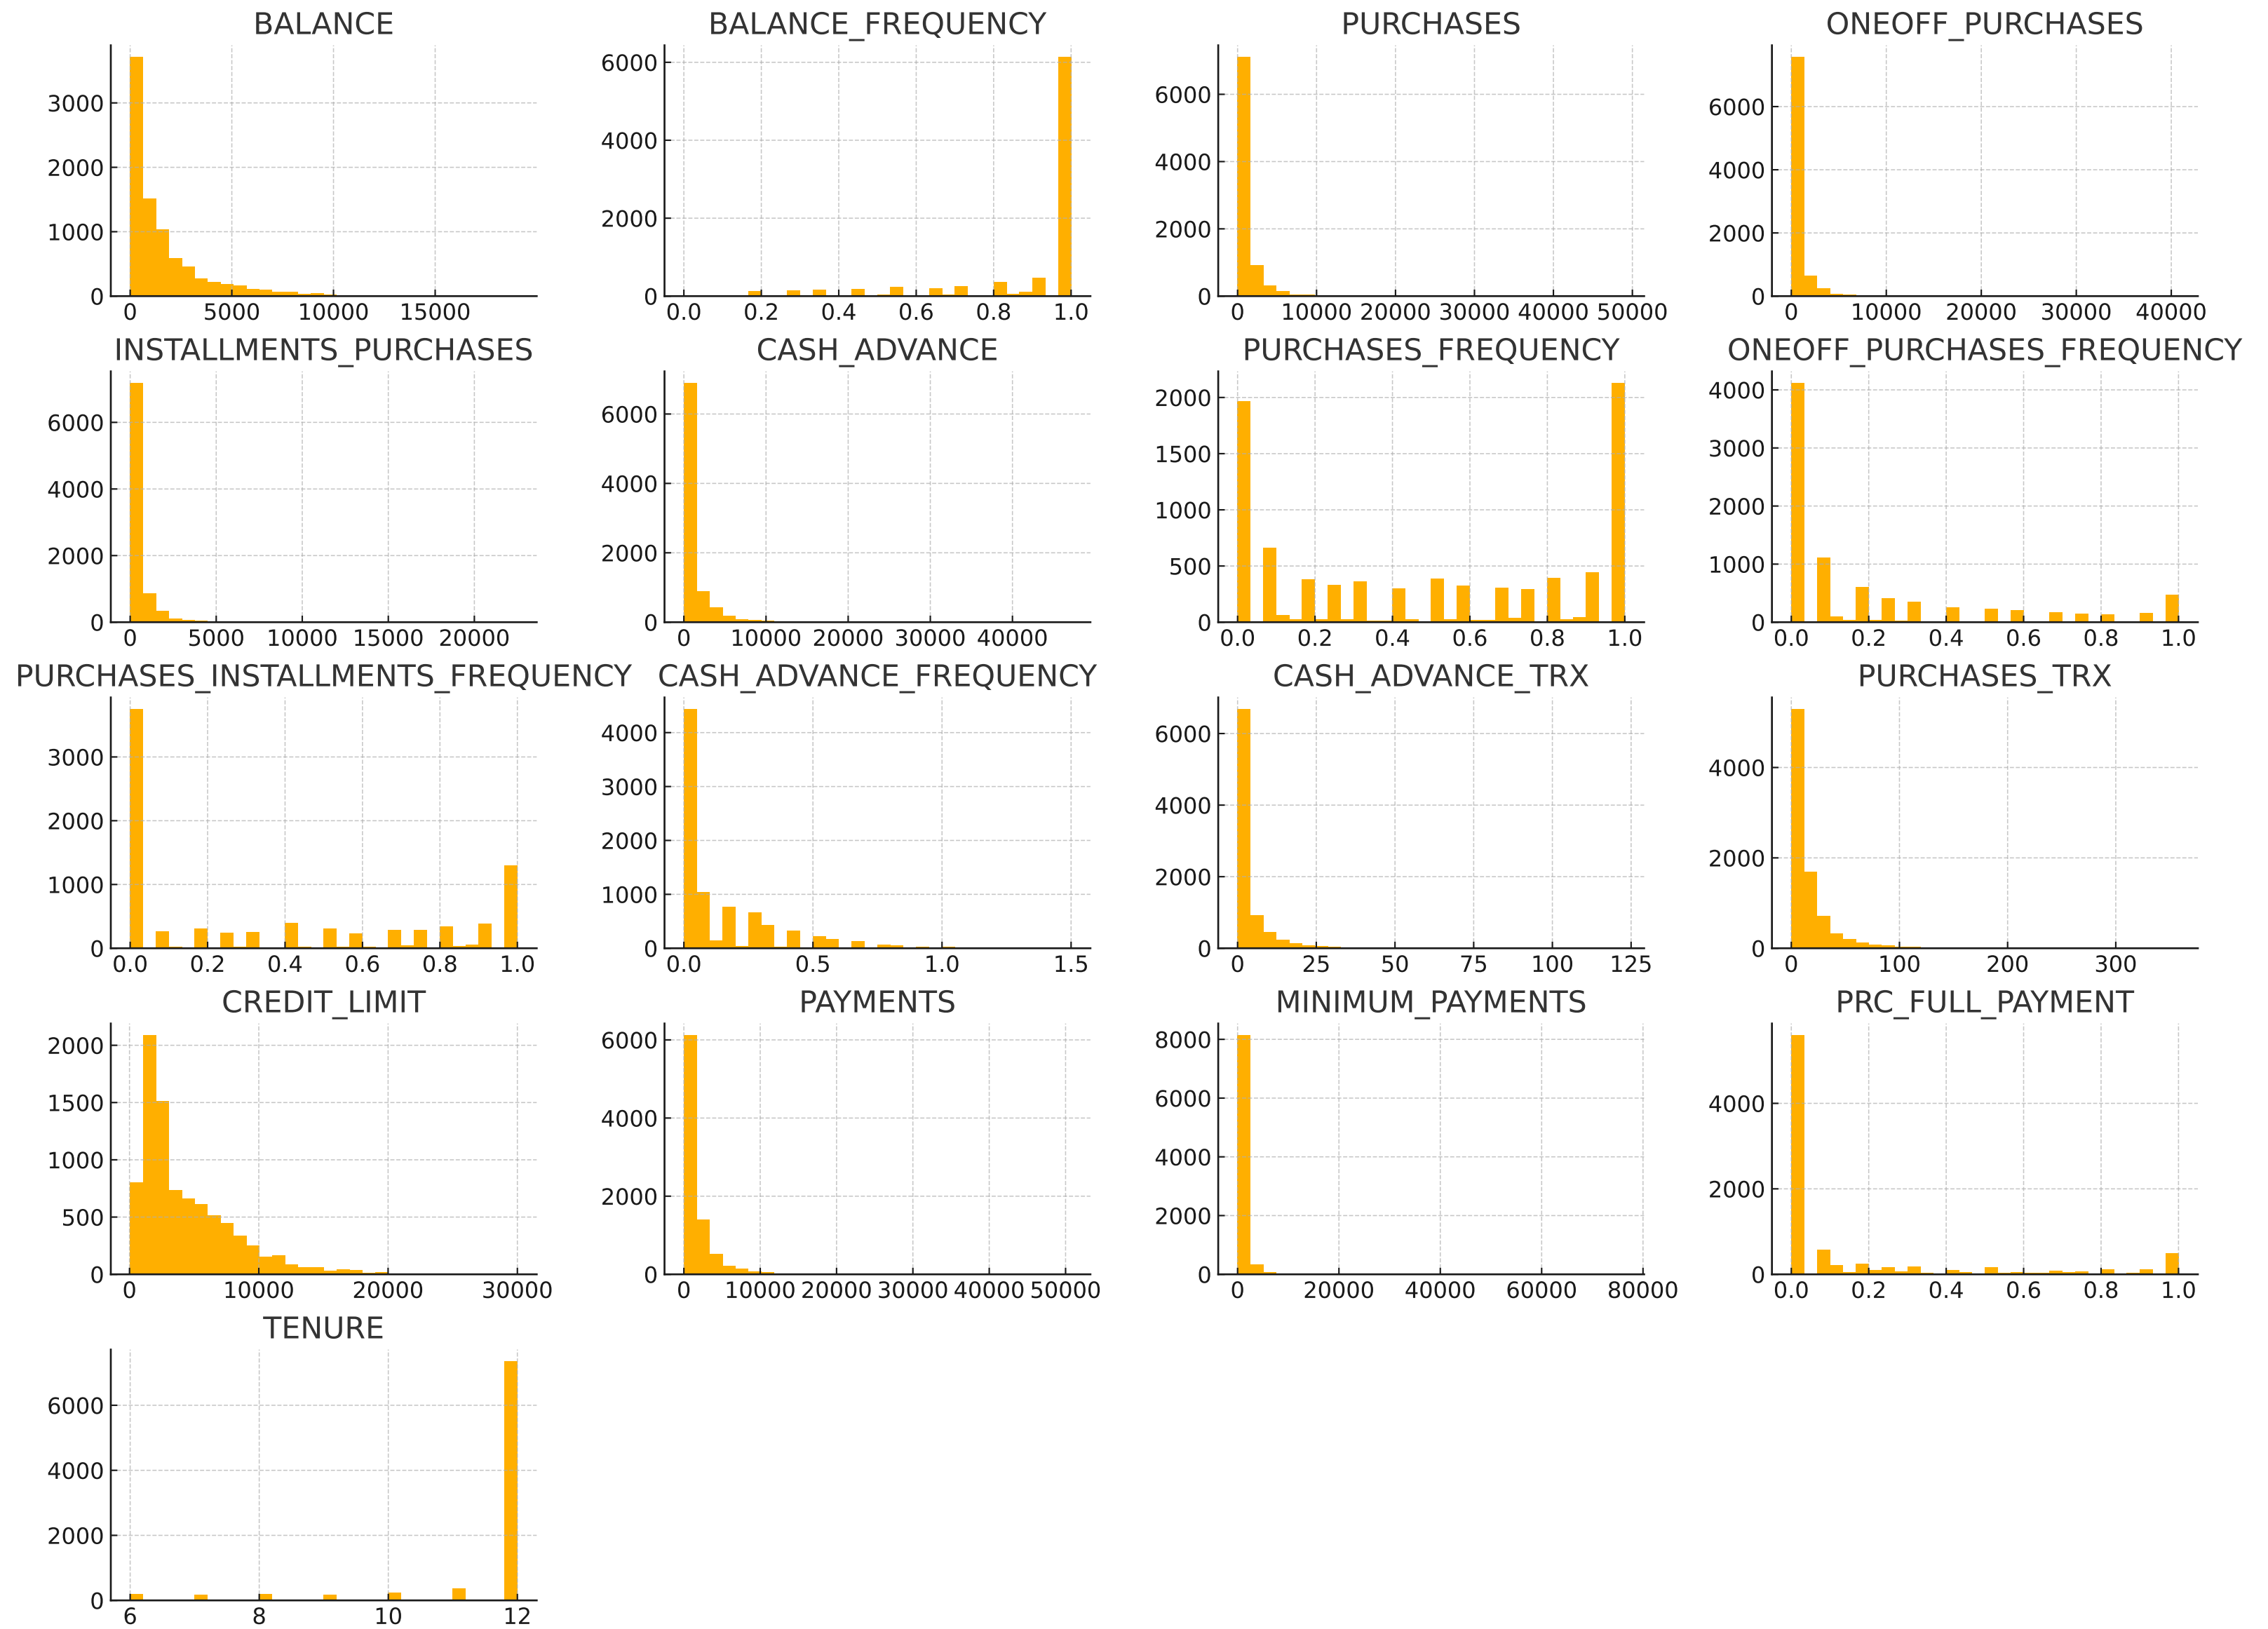 BALANCE
3000
2000
1000
0
0 5000 10000 15000
BALANCE_FREQUENCY
6000
4000
2000
0
0.0 0.2 0.4 0.6 0.8 1.0
PURCHASES
6000
4000
2000
0
0 10000 20000 30000 40000 50000
ONEOFF_PURCHASES
6000
4000
2000
0
0 10000 20000 30000 40000
INSTALLMENTS_PURCHASES
6000
4000
2000
0
0 5000 10000 15000 20000
CASH_ADVANCE
6000
4000
2000
0
0 10000 20000 30000 40000
PURCHASES_FREQUENCY
2000
1500
1000
500
0
0.0 0.2 0.4 0.6 0.8 1.0
ONEOFF_PURCHASES_FREQUENCY
4000
3000
2000
1000
0
0.0 0.2 0.4 0.6 0.8 1.0
PURCHASES_INSTALLMENTS_FREQUENCY
3000
2000
1000
0
0.0 0.2 0.4 0.6 0.8 1.0
CASH_ADVANCE_FREQUENCY
4000
3000
2000
1000
0
0.0 0.5 1.0 1.5
CASH_ADVANCE_TRX
6000
4000
2000
0
0 25 50 75 100 125
PURCHASES_TRX
4000
2000
0
0 100 200 300
CREDIT_LIMIT
2000
1500
1000
500
0
0 10000 20000 30000
PAYMENTS
6000
4000
2000
0
0 10000 20000 30000 40000 50000
MINIMUM_PAYMENTS
8000
6000
4000
2000
0
0 20000 40000 60000 80000
PRC_FULL_PAYMENT
4000
2000
0
0.0 0.2 0.4 0.6 0.8 1.0
TENURE
6000
4000
2000
0
6 8 10 12